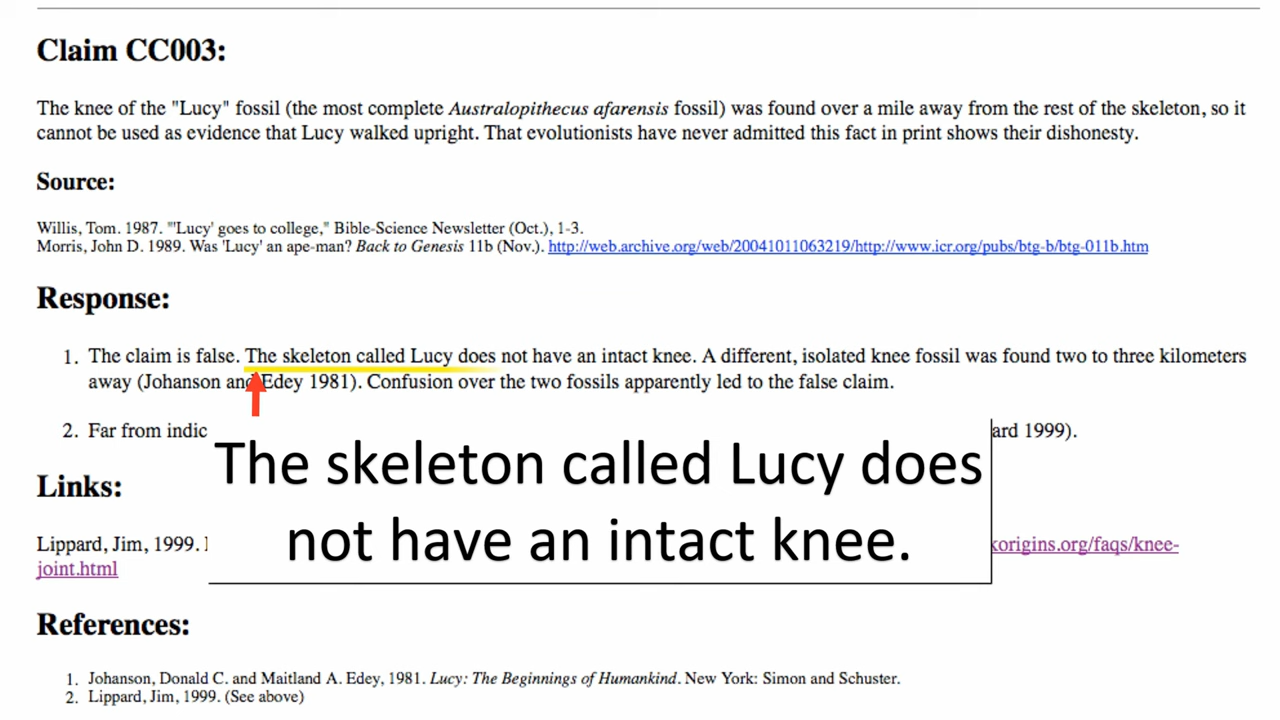 Claim CC003:
The knee of the "Lucy" fossil (the most complete Australopithecus afarensis fossil) was found over a mile away from the rest of the skeleton, so it
cannot be used as evidence that Lucy walked upright. That evolutionists have never admitted this fact in print shows their dishonesty.
Source:
Willis, Tom. 1987. "'Lucy' goes to college," Bible-Science Newsletter (Oct.), 1-3.
Morris, John D. 1989. Was 'Lucy' an ape-man? Back to Genesis 11b (Nov.). http://web.archive.org/web/20041011063219/http://www.icr.org/pubs/btg-b/btg-011b.htm
Response:
1. The claim is false. The skeleton called Lucy does not have an intact knee. A different, isolated knee fossil was found two to three kilometers
away (Johanson and Edey 1981). Confusion over the two fossils apparently led to the false claim.
2. Far from indic ard 1999).
The skeleton called Lucy does
not have an intact knee.
Links:
Lippard, Jim, 1999. korigins.org/faqs/knee-
joint.html
References:
1. Johanson, Donald C. and Maitland A. Edey, 1981. Lucy: The Beginnings of Humankind. New York: Simon and Schuster.
2. Lippard, Jim, 1999. (See above)